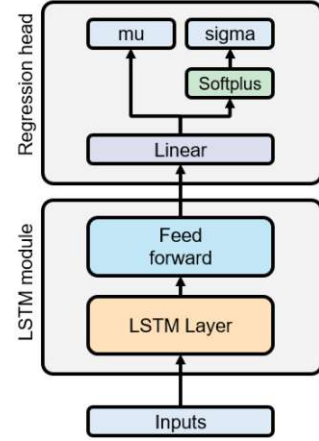 Regression head
mu
sigma
Softplus
Linear
LSTM module
Feed
forward
LSTM Layer
Inputs